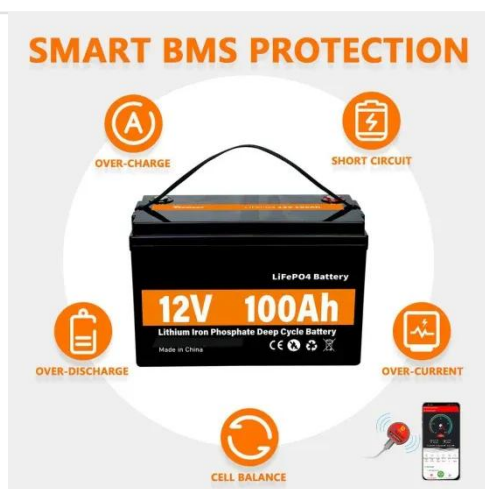 SMART BMS PROTECTION
OVER-CHARGE
SHORT CIRCUIT
LiFePO4 Battery
12V 100Ah
Lithium Iron Phosphate Deep Cycle Battery
Made in China
OVER-DISCHARGE
OVER-CURRENT
CELL BALANCE